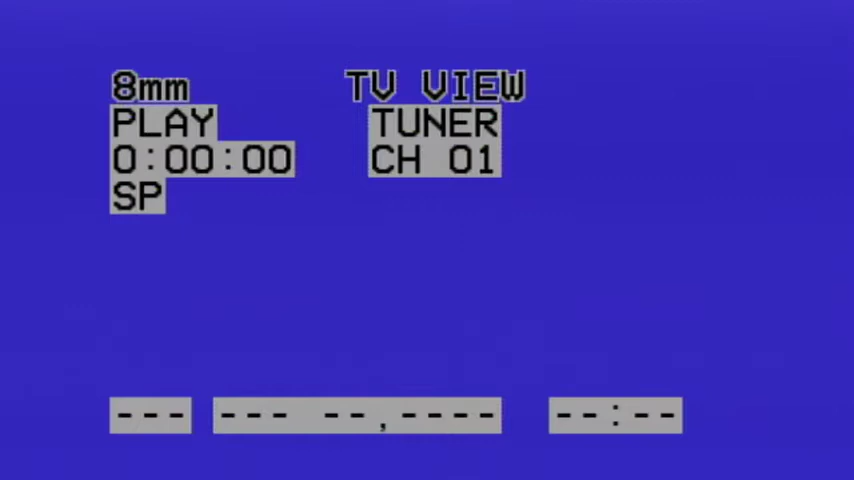 8mm TV VIEW
PLAY TUNER
0:00:00 CH 01
SP
--- --- --,---- --:--